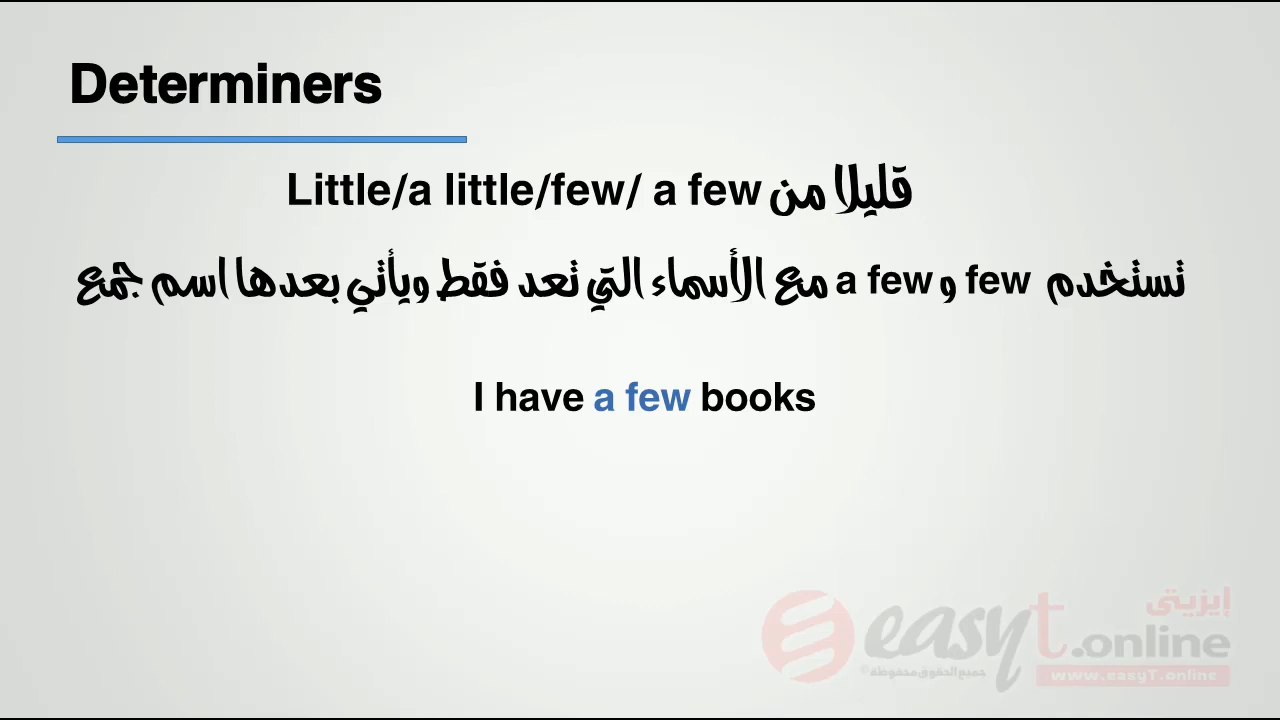 Determiners
Little/a little/few/ a few قليلا من
تستخدم few و a few مع الأسماء التي تعد فقط ويأتي بعدها اسم جمع
I have a few books
إيزيتي
easyt.online
جميع الحقوق محفوظة©
www.easyT.online